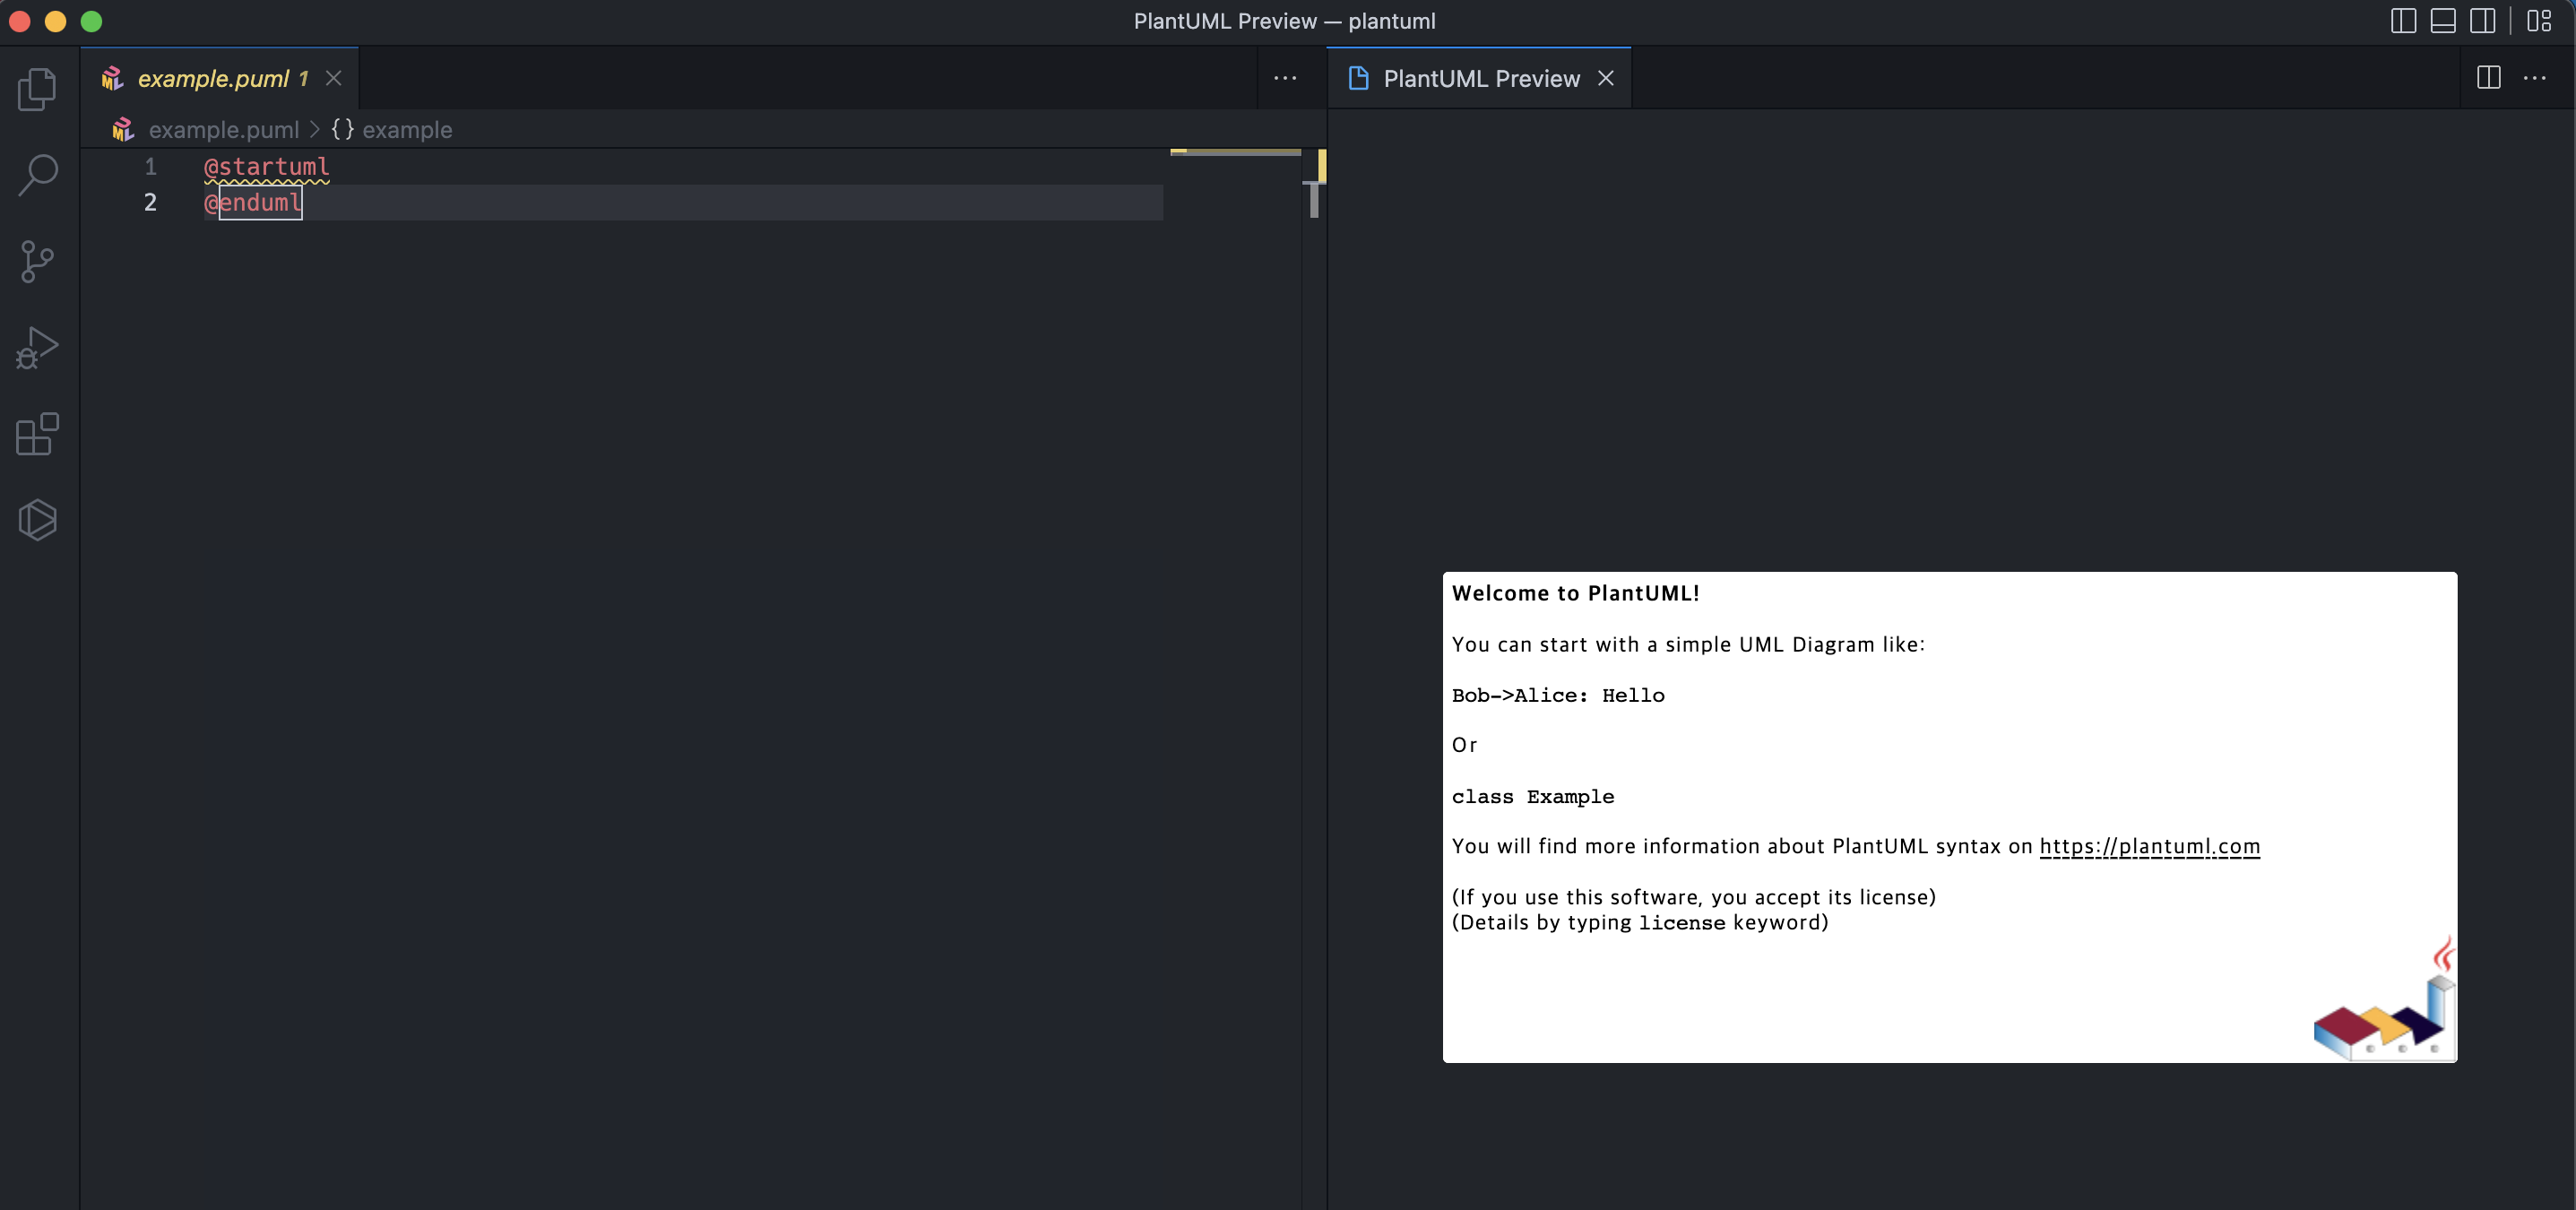 PlantUML Preview — plantuml
example.puml 1
PlantUML Preview
example.puml > {} example
1 @startuml
2 @enduml
Welcome to PlantUML!
You can start with a simple UML Diagram like:
Bob->Alice: Hello
Or
class Example
You will find more information about PlantUML syntax on https://plantuml.com
(If you use this software, you accept its license)
(Details by typing license keyword)